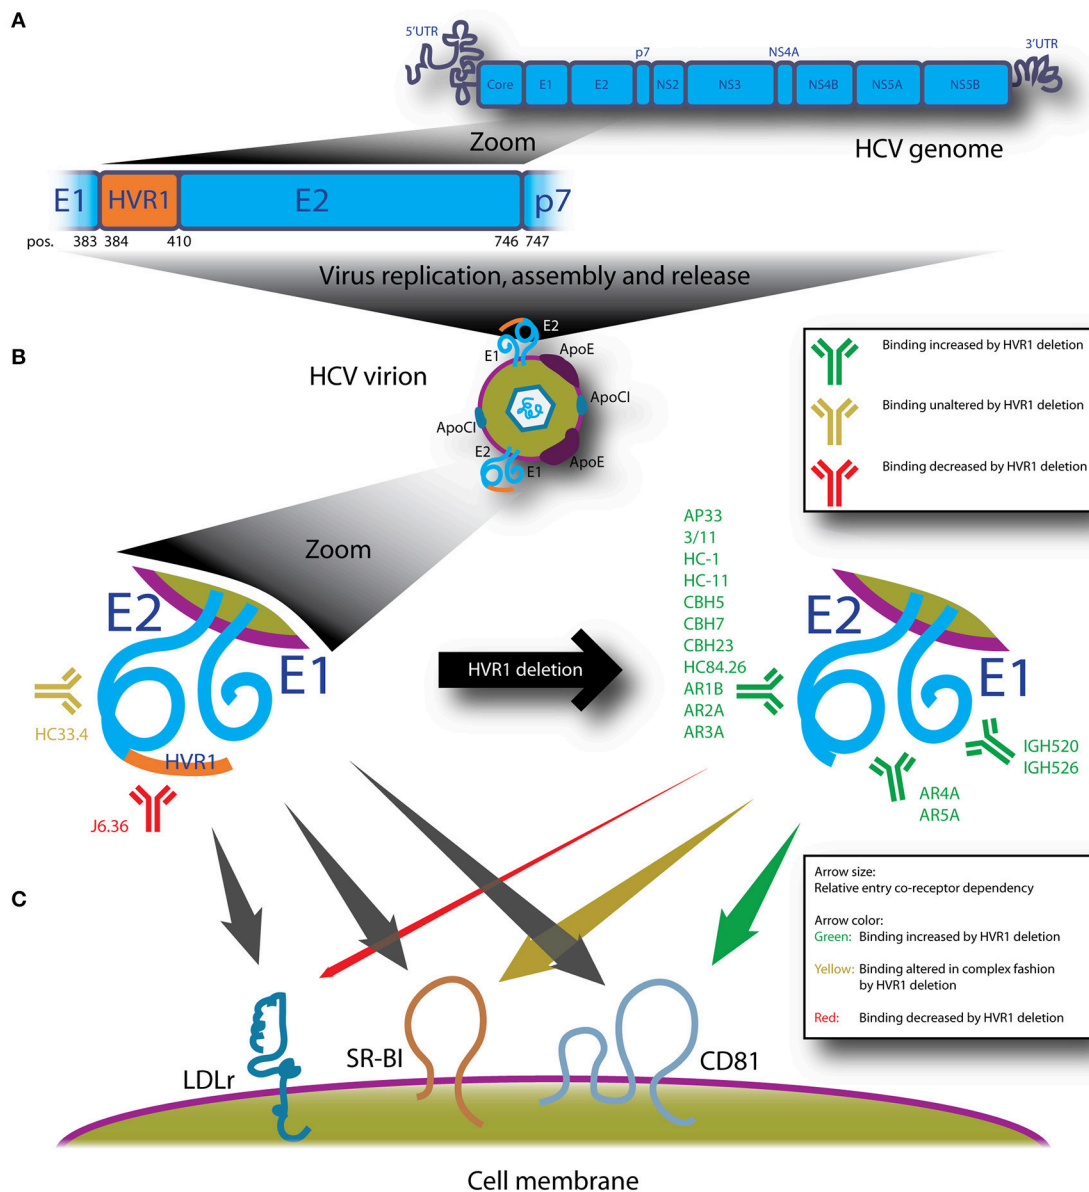 A
5'UTR
p7
NS4A
3'UTR
Core
E1
E2
NS2
NS3
NS4B
NS5A
NS5B
Zoom
HCV genome
E1
HVR1
E2
p7
pos.
383
384
410
746
747
Virus replication, assembly and release
B
HCV virion
E2
E1
ApoE
ApoCI
ApoCI
E2
E1
ApoE
Binding increased by HVR1 deletion
Binding unaltered by HVR1 deletion
Binding decreased by HVR1 deletion
Zoom
E2
E1
HC33.4
HVR1
J6.36
HVR1 deletion
AP33
3/11
HC-1
HC-11
CBH5
CBH7
CBH23
HC84.26
AR1B
AR2A
AR3A
E2
E1
IGH520
IGH526
AR4A
AR5A
C
Arrow size:
Relative entry co-receptor dependency
Arrow color:
Green: Binding increased by HVR1 deletion
Yellow: Binding altered in complex fashion
by HVR1 deletion
Red: Binding decreased by HVR1 deletion
LDLr
SR-BI
CD81
Cell membrane